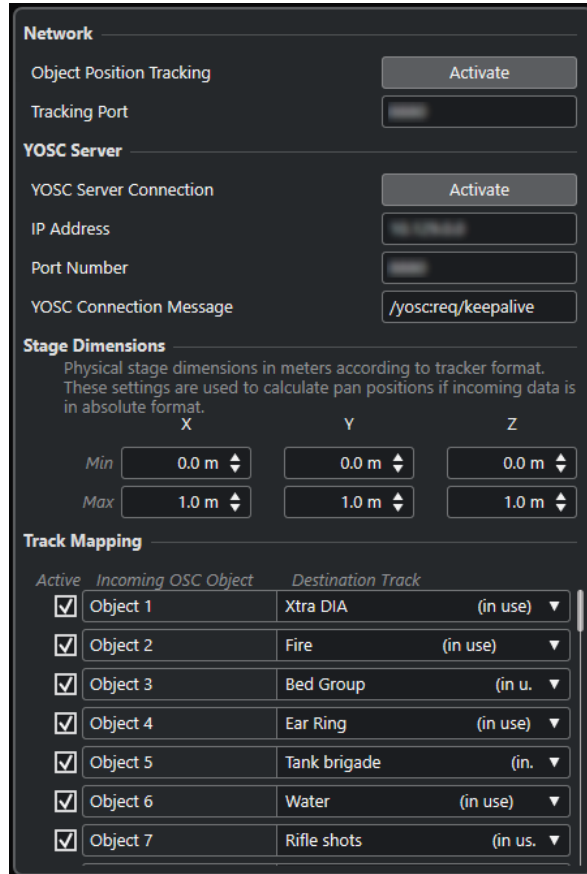 Network
Object Position Tracking Activate
Tracking Port
YOSC Server
YOSC Server Connection Activate
IP Address
Port Number
YOSC Connection Message /yosc:req/keepalive
Stage Dimensions
Physical stage dimensions in meters according to tracker format.
These settings are used to calculate pan positions if incoming data is
in absolute format.
X Y Z
Min 0.0 m 0.0 m 0.0 m
Max 1.0 m 1.0 m 1.0 m
Track Mapping
Active Incoming OSC Object Destination Track
Object 1 Xtra DIA (in use)
Object 2 Fire (in use)
Object 3 Bed Group (in u.
Object 4 Ear Ring (in use)
Object 5 Tank brigade (in.
Object 6 Water (in use)
Object 7 Rifle shots (in us.